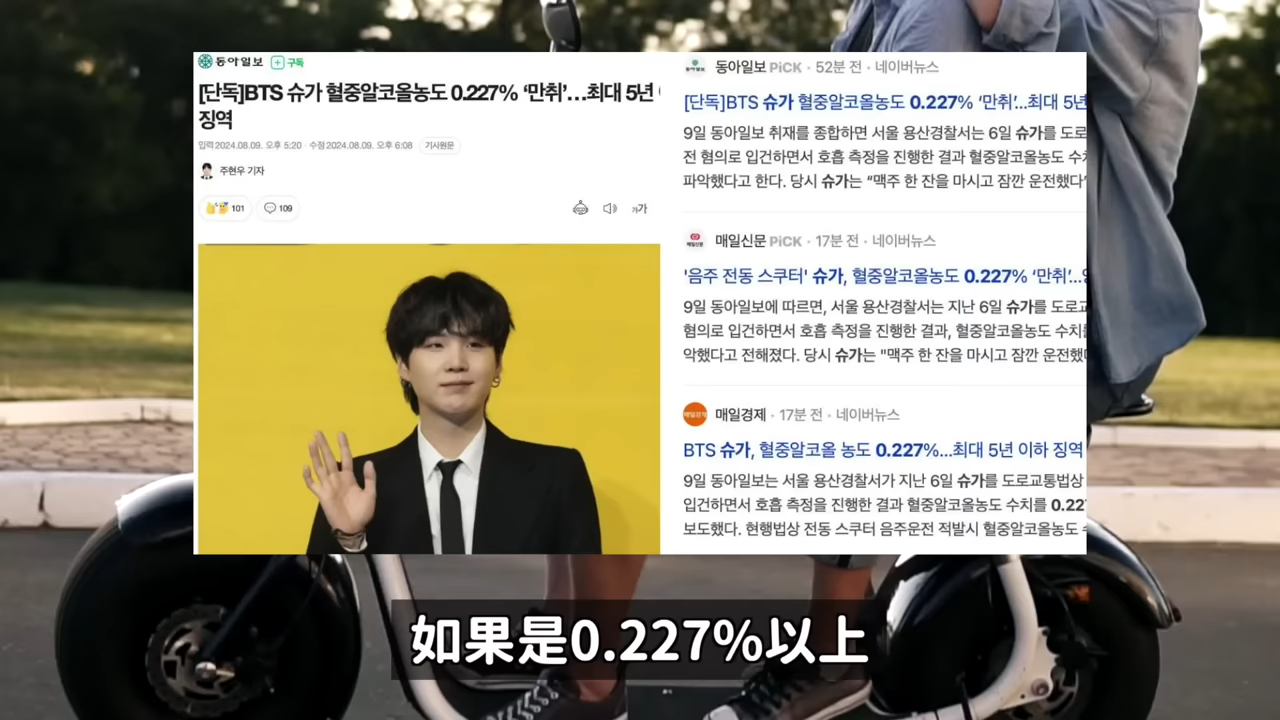 동아일보 구독
[단독]BTS 슈가 혈중알코올농도 0.227% ‘만취’…최대 5년
징역
입력2024.08.09. 오후 5:20 · 수정2024.08.09. 오후 6:08 기사원문
주현우 기자
101 109
가가
동아일보 PiCK · 52분 전 · 네이버뉴스
[단독]BTS 슈가 혈중알코올농도 0.227% ‘만취’…최대 5년
9일 동아일보 취재를 종합하면 서울 용산경찰서는 6일 슈가를 도로
전 혐의로 입건하면서 호흡 측정을 진행한 결과 혈중알코올농도 수치
파악했다고 한다. 당시 슈가는 “맥주 한 잔을 마시고 잠깐 운전했다”
매일신문 PiCK · 17분 전 · 네이버뉴스
'음주 전동 스쿠터' 슈가, 혈중알코올농도 0.227% ‘만취’…
9일 동아일보에 따르면, 서울 용산경찰서는 지난 6일 슈가를 도로교
혐의로 입건하면서 호흡 측정을 진행한 결과, 혈중알코올농도 수치를
악했다고 전해졌다. 당시 슈가는 "맥주 한 잔을 마시고 잠깐 운전했
매일경제 · 17분 전 · 네이버뉴스
BTS 슈가, 혈중알코올 농도 0.227%…최대 5년 이하 징역
9일 동아일보는 서울 용산경찰서가 지난 6일 슈가를 도로교통법상
입건하면서 호흡 측정을 진행한 결과 혈중알코올농도 수치를 0.22
보도했다. 현행법상 전동 스쿠터 음주운전 적발시 혈중알코올농도
如果是0.227%以上